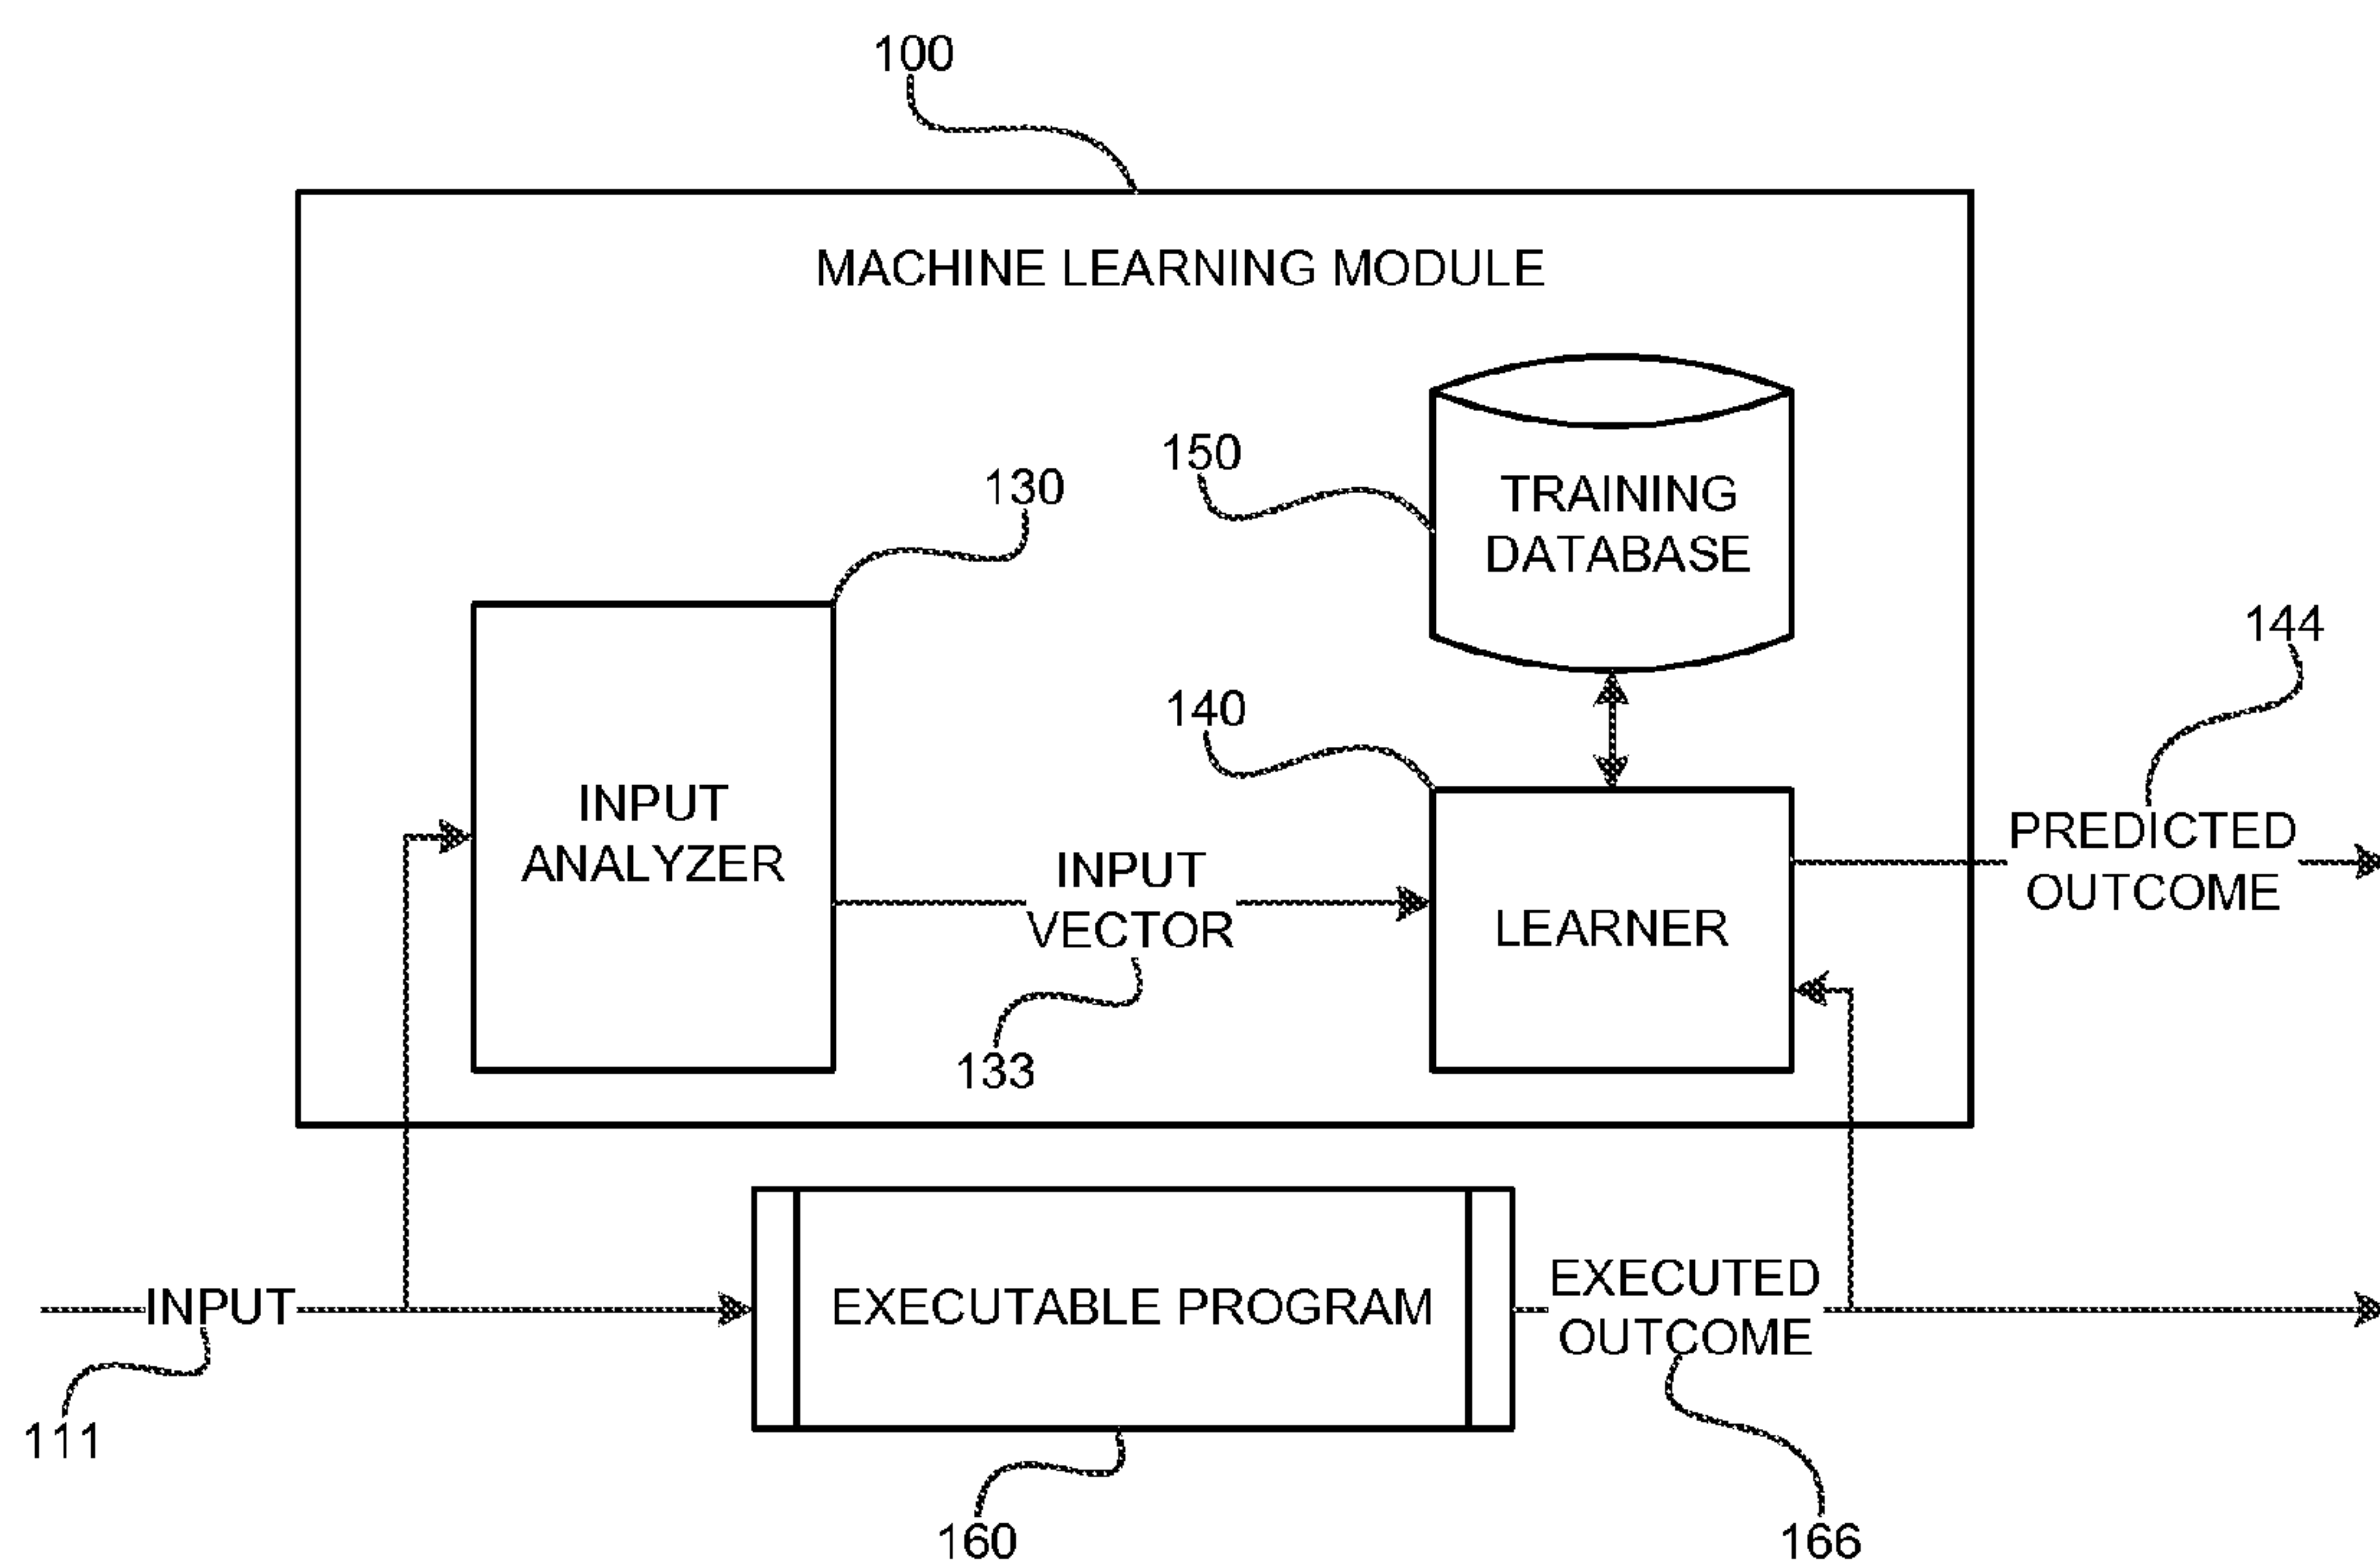 100
MACHINE LEARNING MODULE
150
TRAINING
DATABASE
130
144
140
INPUT
ANALYZER
INPUT
VECTOR
LEARNER
PREDICTED
OUTCOME
133
INPUT
EXECUTABLE PROGRAM
EXECUTED
OUTCOME
111
160
166